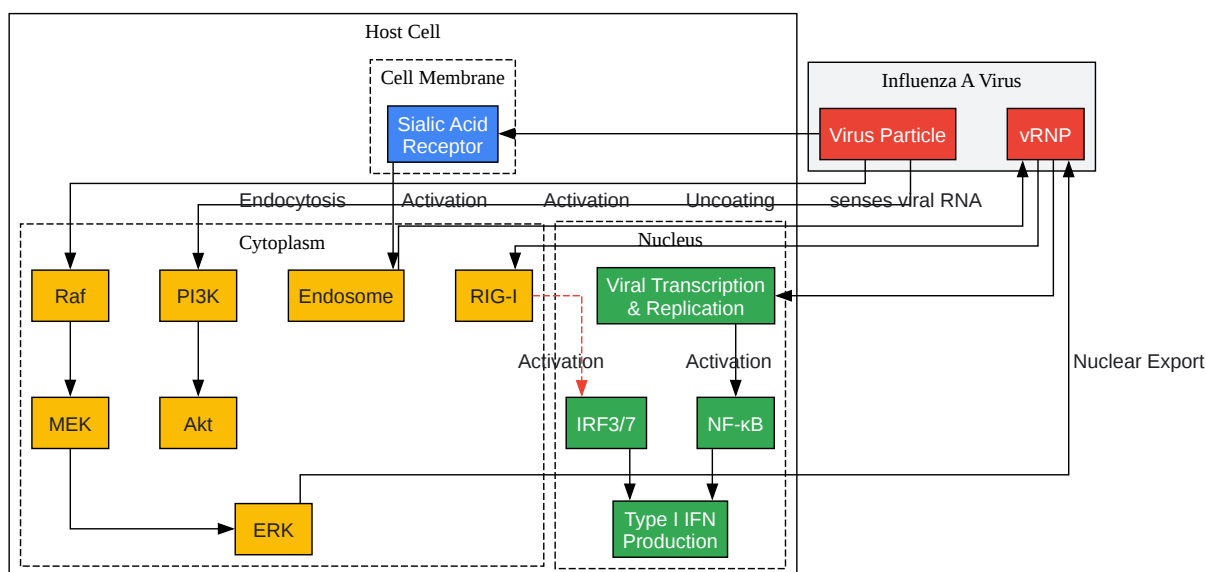 Host Cell
Cell Membrane
Influenza A Virus
Sialic Acid
Receptor
Virus Particle
vRNP
Endocytosis
Activation
Activation
Uncoating
senses viral RNA
Cytoplasm
Nucleus
Raf
PI3K
Endosome
RIG-I
Viral Transcription
& Replication
Activation
Activation
Nuclear Export
MEK
Akt
IRF3/7
NF-κB
ERK
Type I IFN
Production